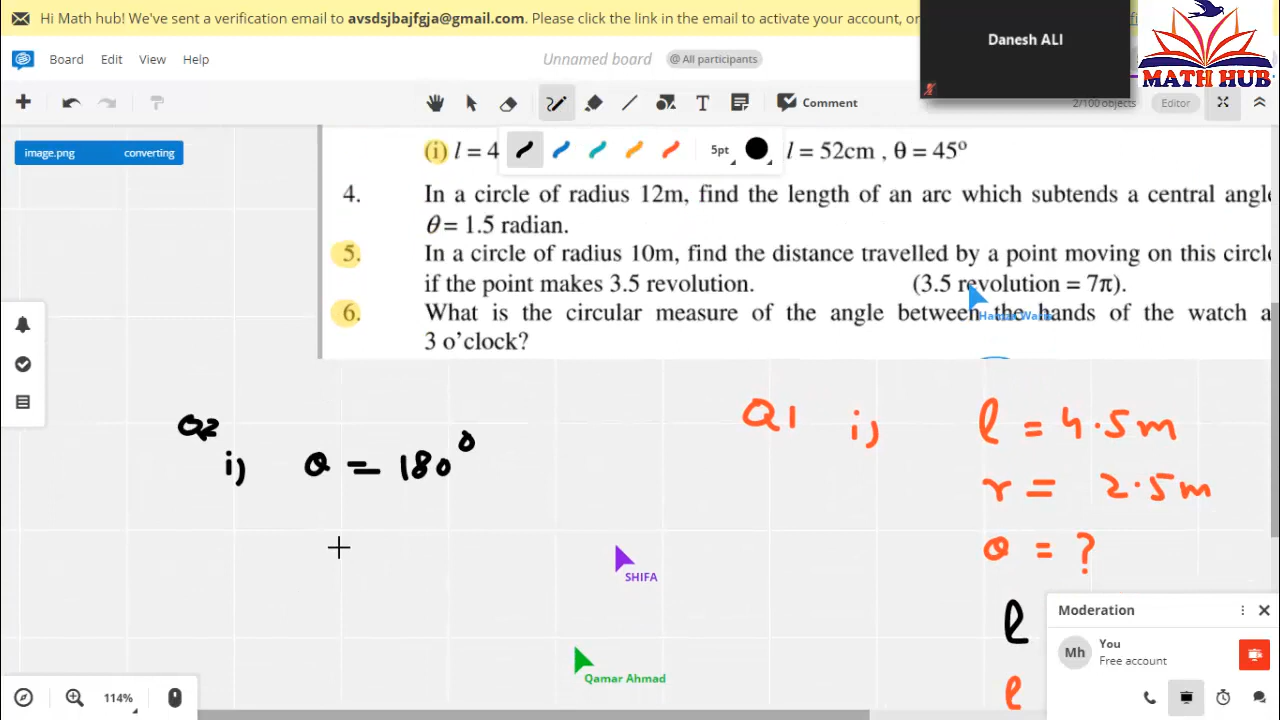 Hi Math hub! We've sent a verification email to avsdsjbajfgja@gmail.com. Please click the link in the email to activate your account, or
Danesh ALI
MATH HUB
Board Edit View Help
Unnamed board @ All participants
Comment
2/100 objects
Editor
image.png converting
5pt
(i) l = 4
l = 52cm , θ = 45°
4. In a circle of radius 12m, find the length of an arc which subtends a central angle
θ = 1.5 radian.
5. In a circle of radius 10m, find the distance travelled by a point moving on this circle
if the point makes 3.5 revolution. (3.5 revolution = 7π).
6. What is the circular measure of the angle between the hands of the watch a
3 o'clock?
Q2
i) θ = 180°
Q1 i) l = 4.5m
r = 2.5m
θ = ?
l
l
SHIFA
Qamar Ahmad
Moderation
Mh
You
Free account
114%